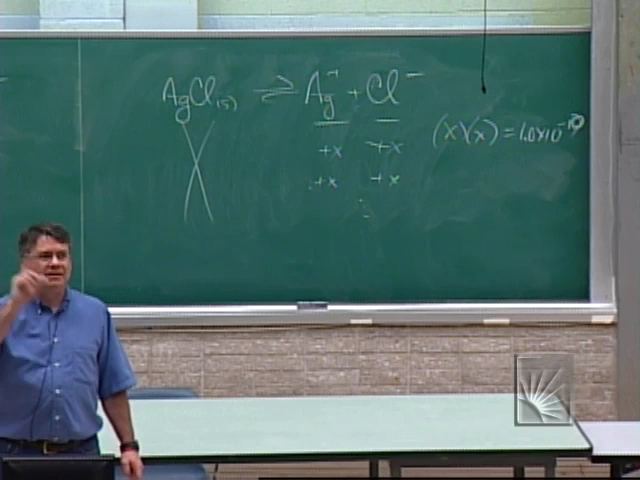 AgCl(s) ⇌ Ag⁺ + Cl⁻
(x)(x) = 1.0x10⁻¹⁰
+x +x
+x +x